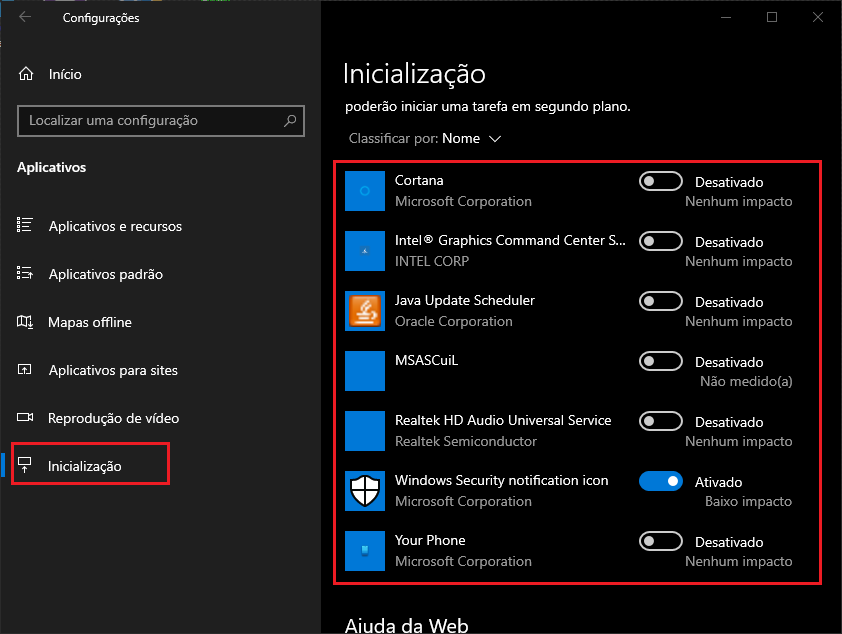 Configurações
Início
Localizar uma configuração
Aplicativos
Aplicativos e recursos
Aplicativos padrão
Mapas offline
Aplicativos para sites
Reprodução de vídeo
Inicialização
Inicialização
poderão iniciar uma tarefa em segundo plano.
Classificar por: Nome
Cortana
Microsoft Corporation
Desativado
Nenhum impacto
Intel® Graphics Command Center S...
INTEL CORP
Desativado
Nenhum impacto
Java Update Scheduler
Oracle Corporation
Desativado
Nenhum impacto
MSASCuiL
Desativado
Não medido(a)
Realtek HD Audio Universal Service
Realtek Semiconductor
Desativado
Nenhum impacto
Windows Security notification icon
Microsoft Corporation
Ativado
Baixo impacto
Your Phone
Microsoft Corporation
Desativado
Nenhum impacto
Ajuda da Web